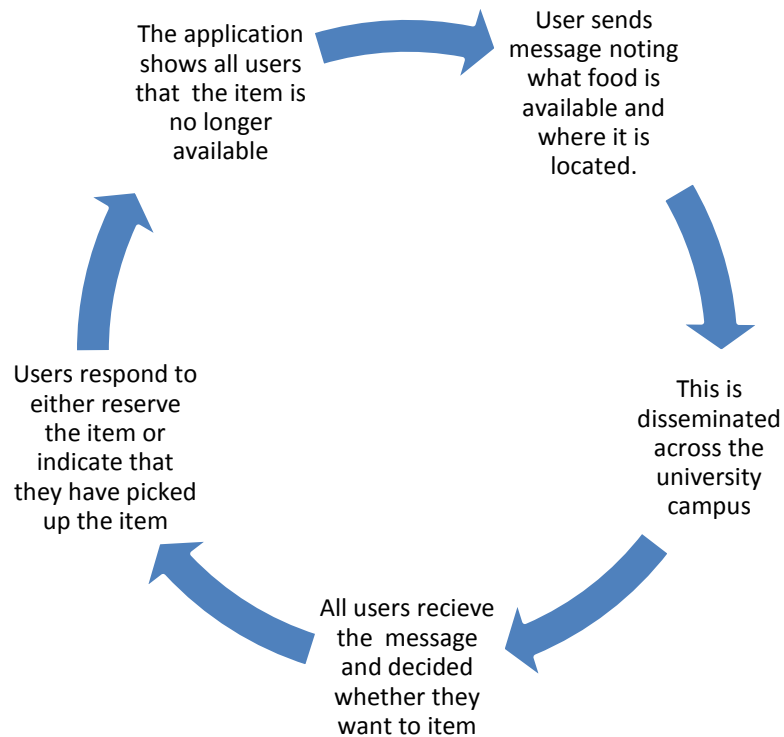 The application
shows all users
that the item is
no longer
available
User sends
message noting
what food is
available and
where it is
located.
This is
disseminated
across the
university
campus
All users recieve
the message
and decided
whether they
want to item
Users respond to
either reserve
the item or
indicate that
they have picked
up the item